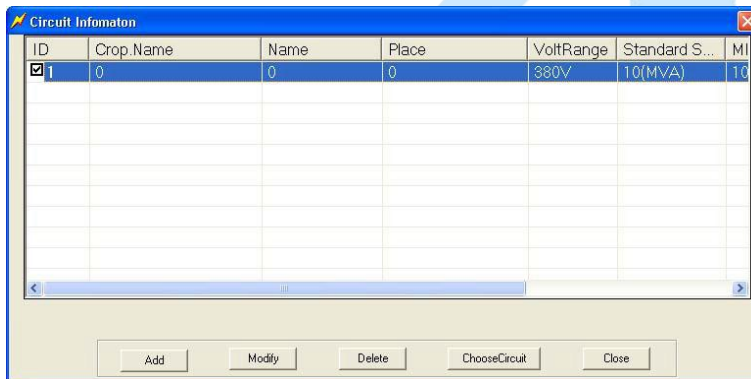 Circuit Infomaton
ID Crop.Name Name Place VoltRange Standard S... MI
1 0 0 0 380V 10(MVA) 10
Add Modify Delete ChooseCircuit Close